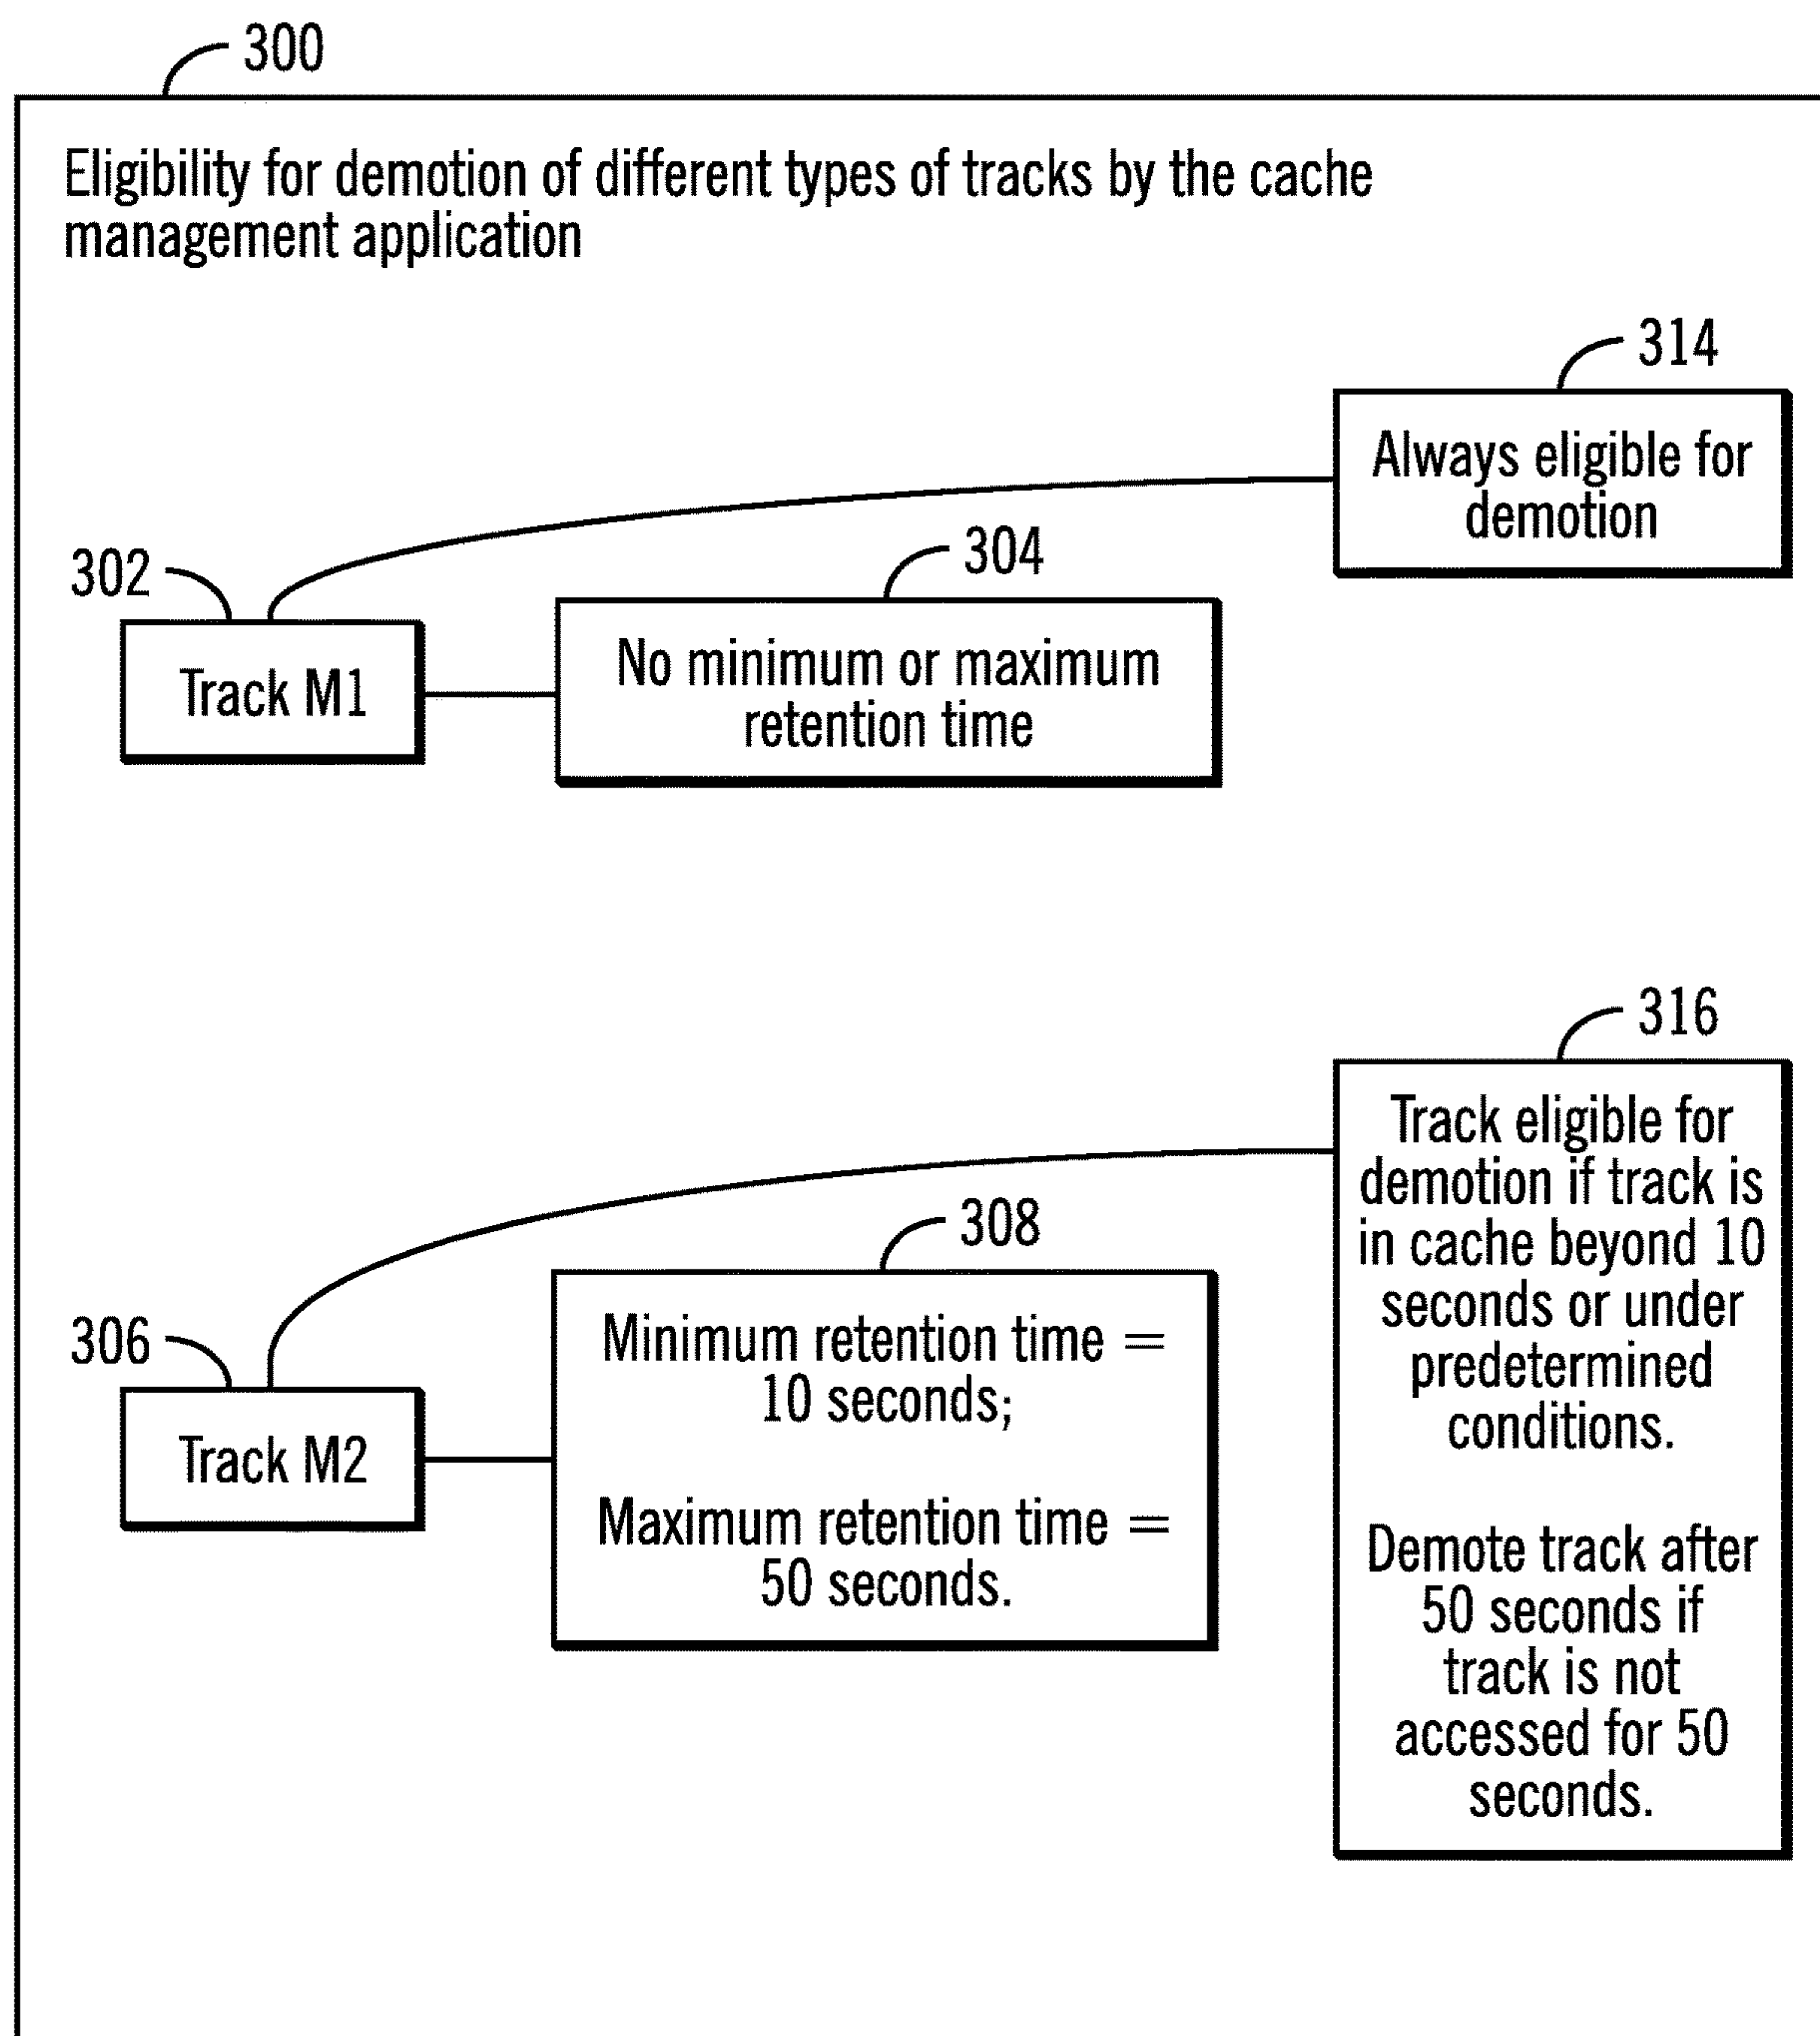 300
Eligibility for demotion of different types of tracks by the cache
management application
314
Always eligible for
demotion
302
Track M1
304
No minimum or maximum
retention time
316
Track eligible for
demotion if track is
in cache beyond 10
seconds or under
predetermined
conditions.
Demote track after
50 seconds if
track is not
accessed for 50
seconds.
306
Track M2
308
Minimum retention time =
10 seconds;
Maximum retention time =
50 seconds.